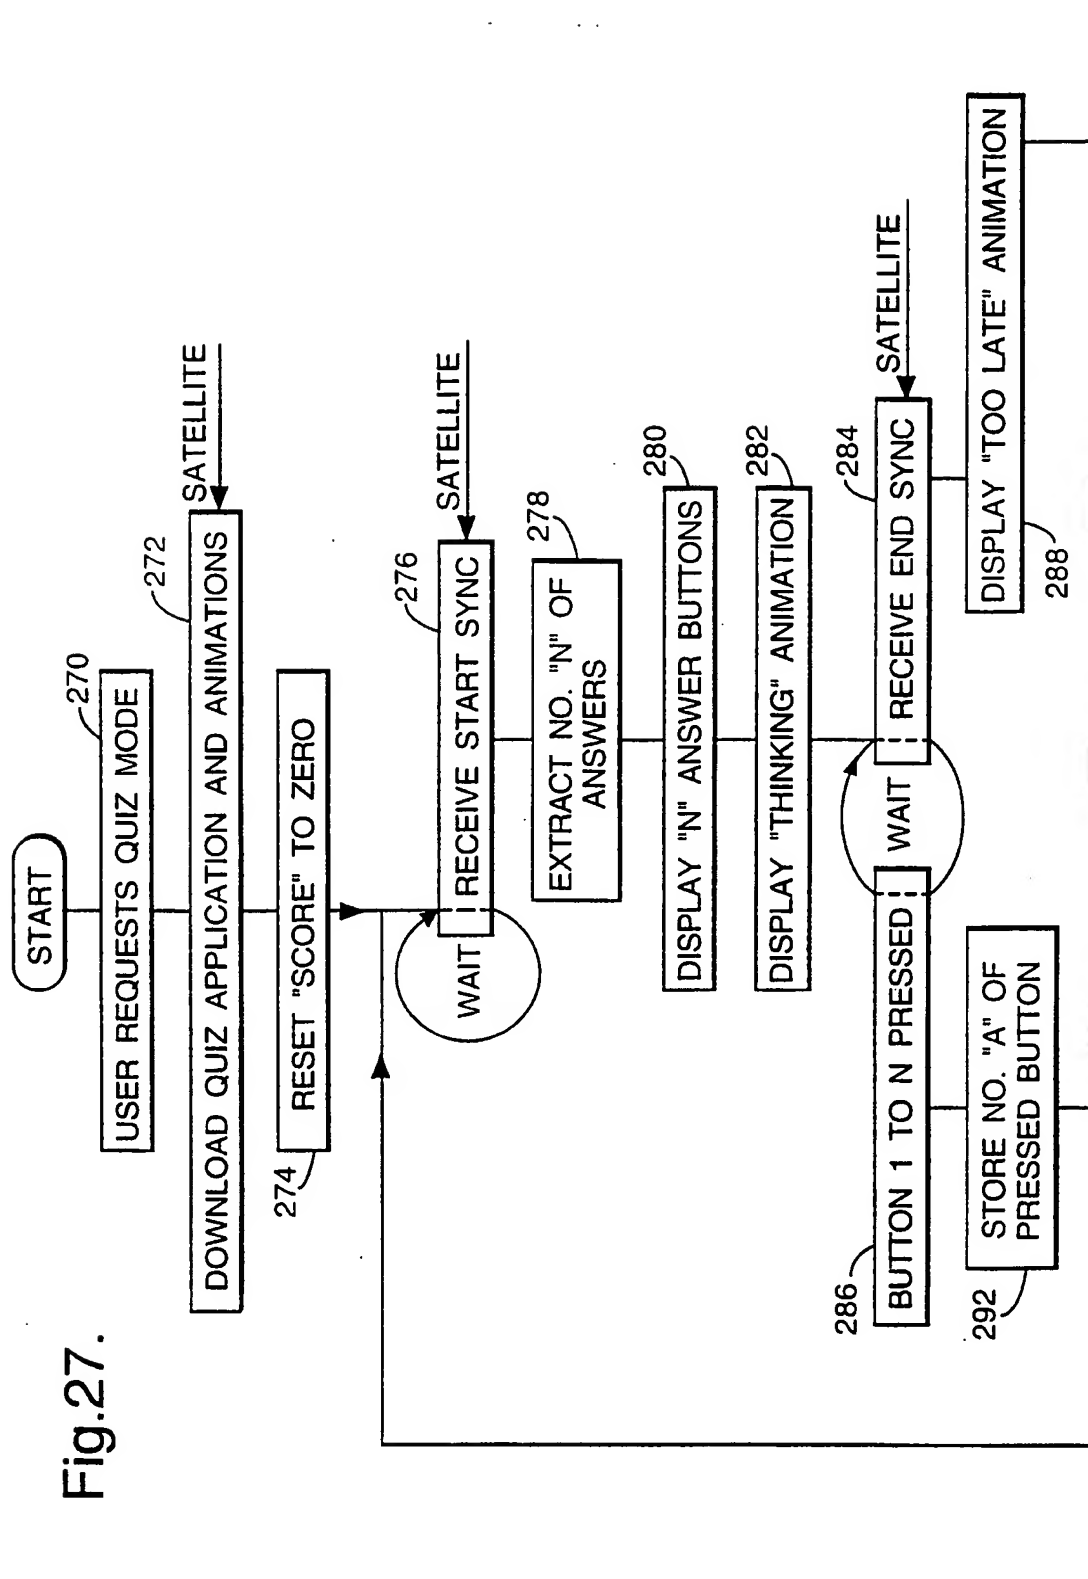 Fig.27.
START
270
USER REQUESTS QUIZ MODE
272
SATELLITE
DOWNLOAD QUIZ APPLICATION AND ANIMATIONS
274
RESET "SCORE" TO ZERO
276
SATELLITE
WAIT
RECEIVE START SYNC
278
EXTRACT NO. "N" OF
ANSWERS
280
DISPLAY "N" ANSWER BUTTONS
282
DISPLAY "THINKING" ANIMATION
286
284
SATELLITE
BUTTON 1 TO N PRESSED
WAIT
RECEIVE END SYNC
292
STORE NO. "A" OF
PRESSED BUTTON
DISPLAY "TOO LATE" ANIMATION
288